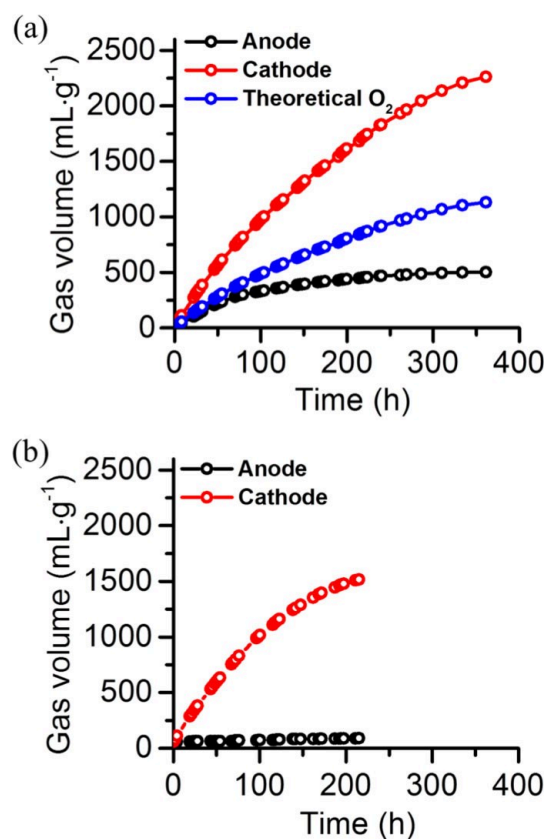 (a)
Anode
Cathode
Theoretical O₂
Gas volume (mL·g⁻¹)
2500
2000
1500
1000
500
0
0 100 200 300 400
Time (h)
(b)
Anode
Cathode
Gas volume (mL·g⁻¹)
2500
2000
1500
1000
500
0
0 100 200 300 400
Time (h)